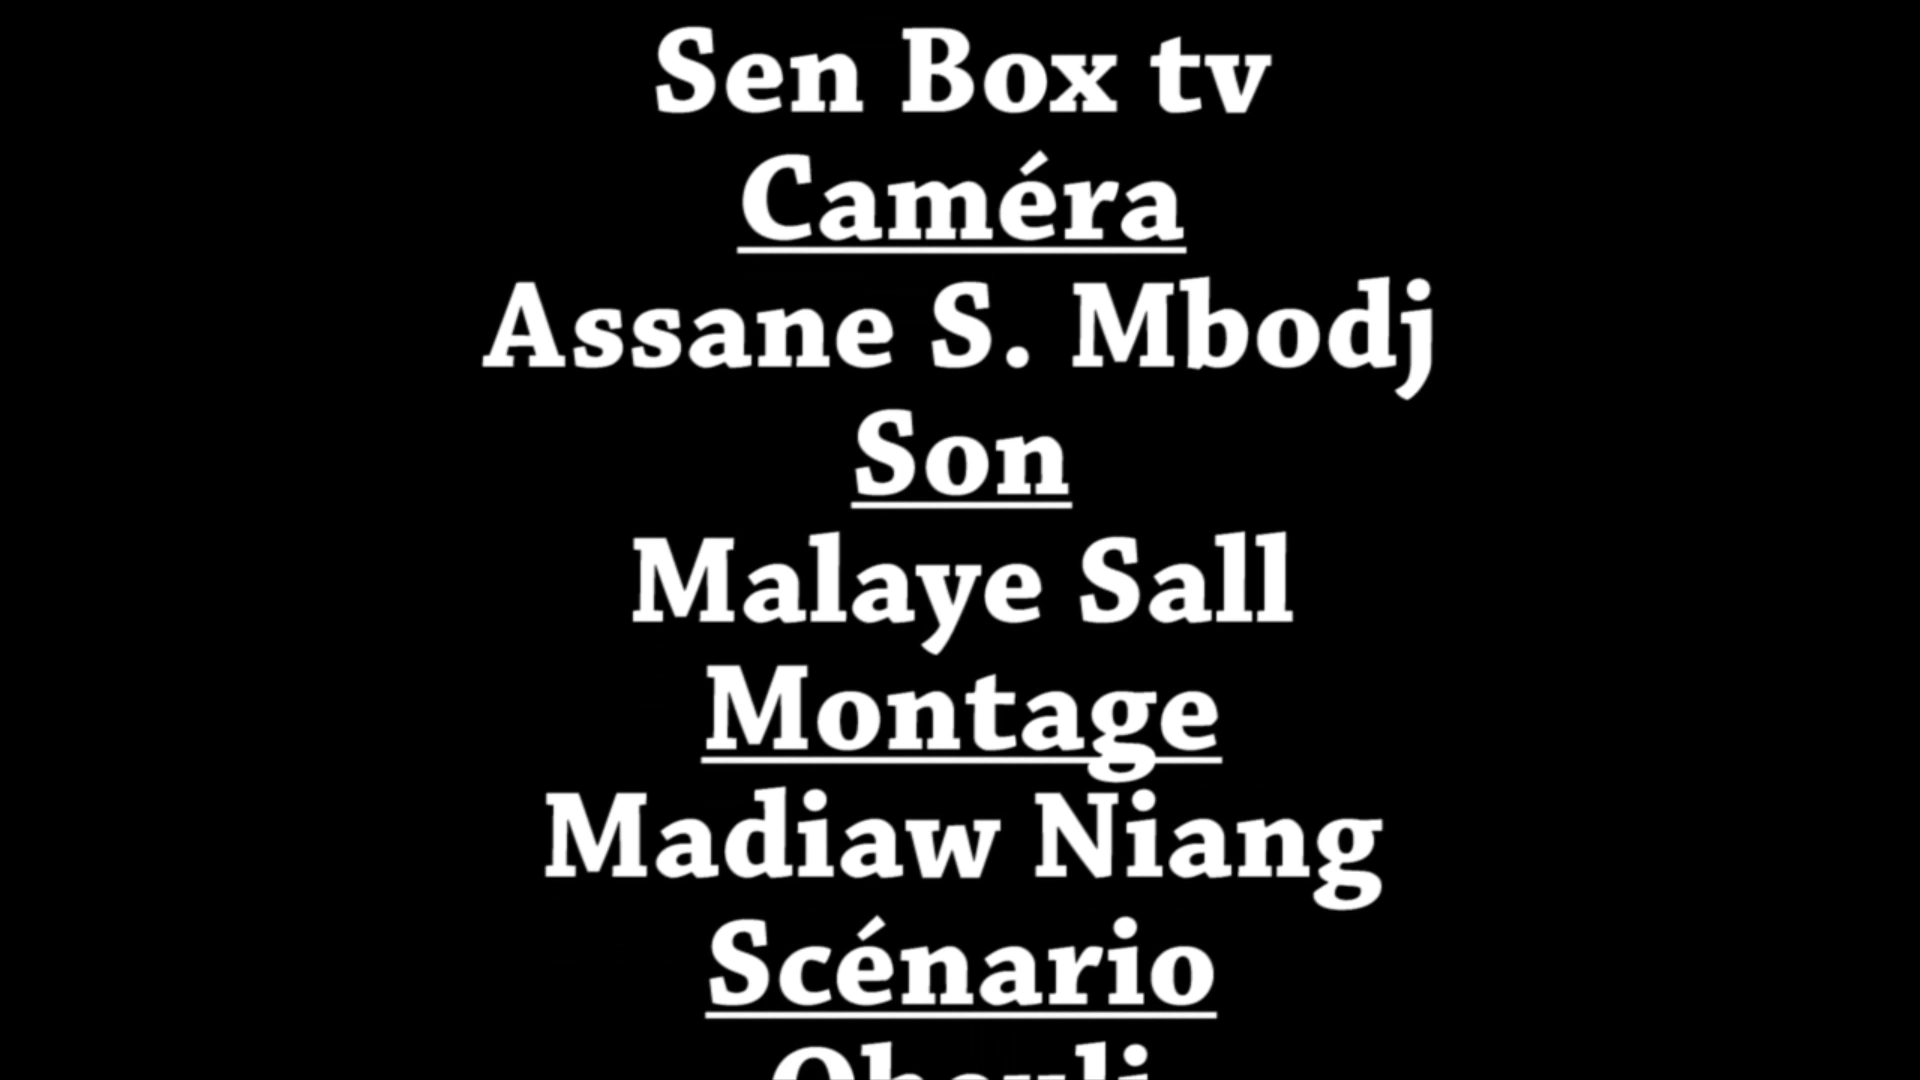 Sen Box tv
Caméra
Assane S. Mbodj
Son
Malaye Sall
Montage
Madiaw Niang
Scénario